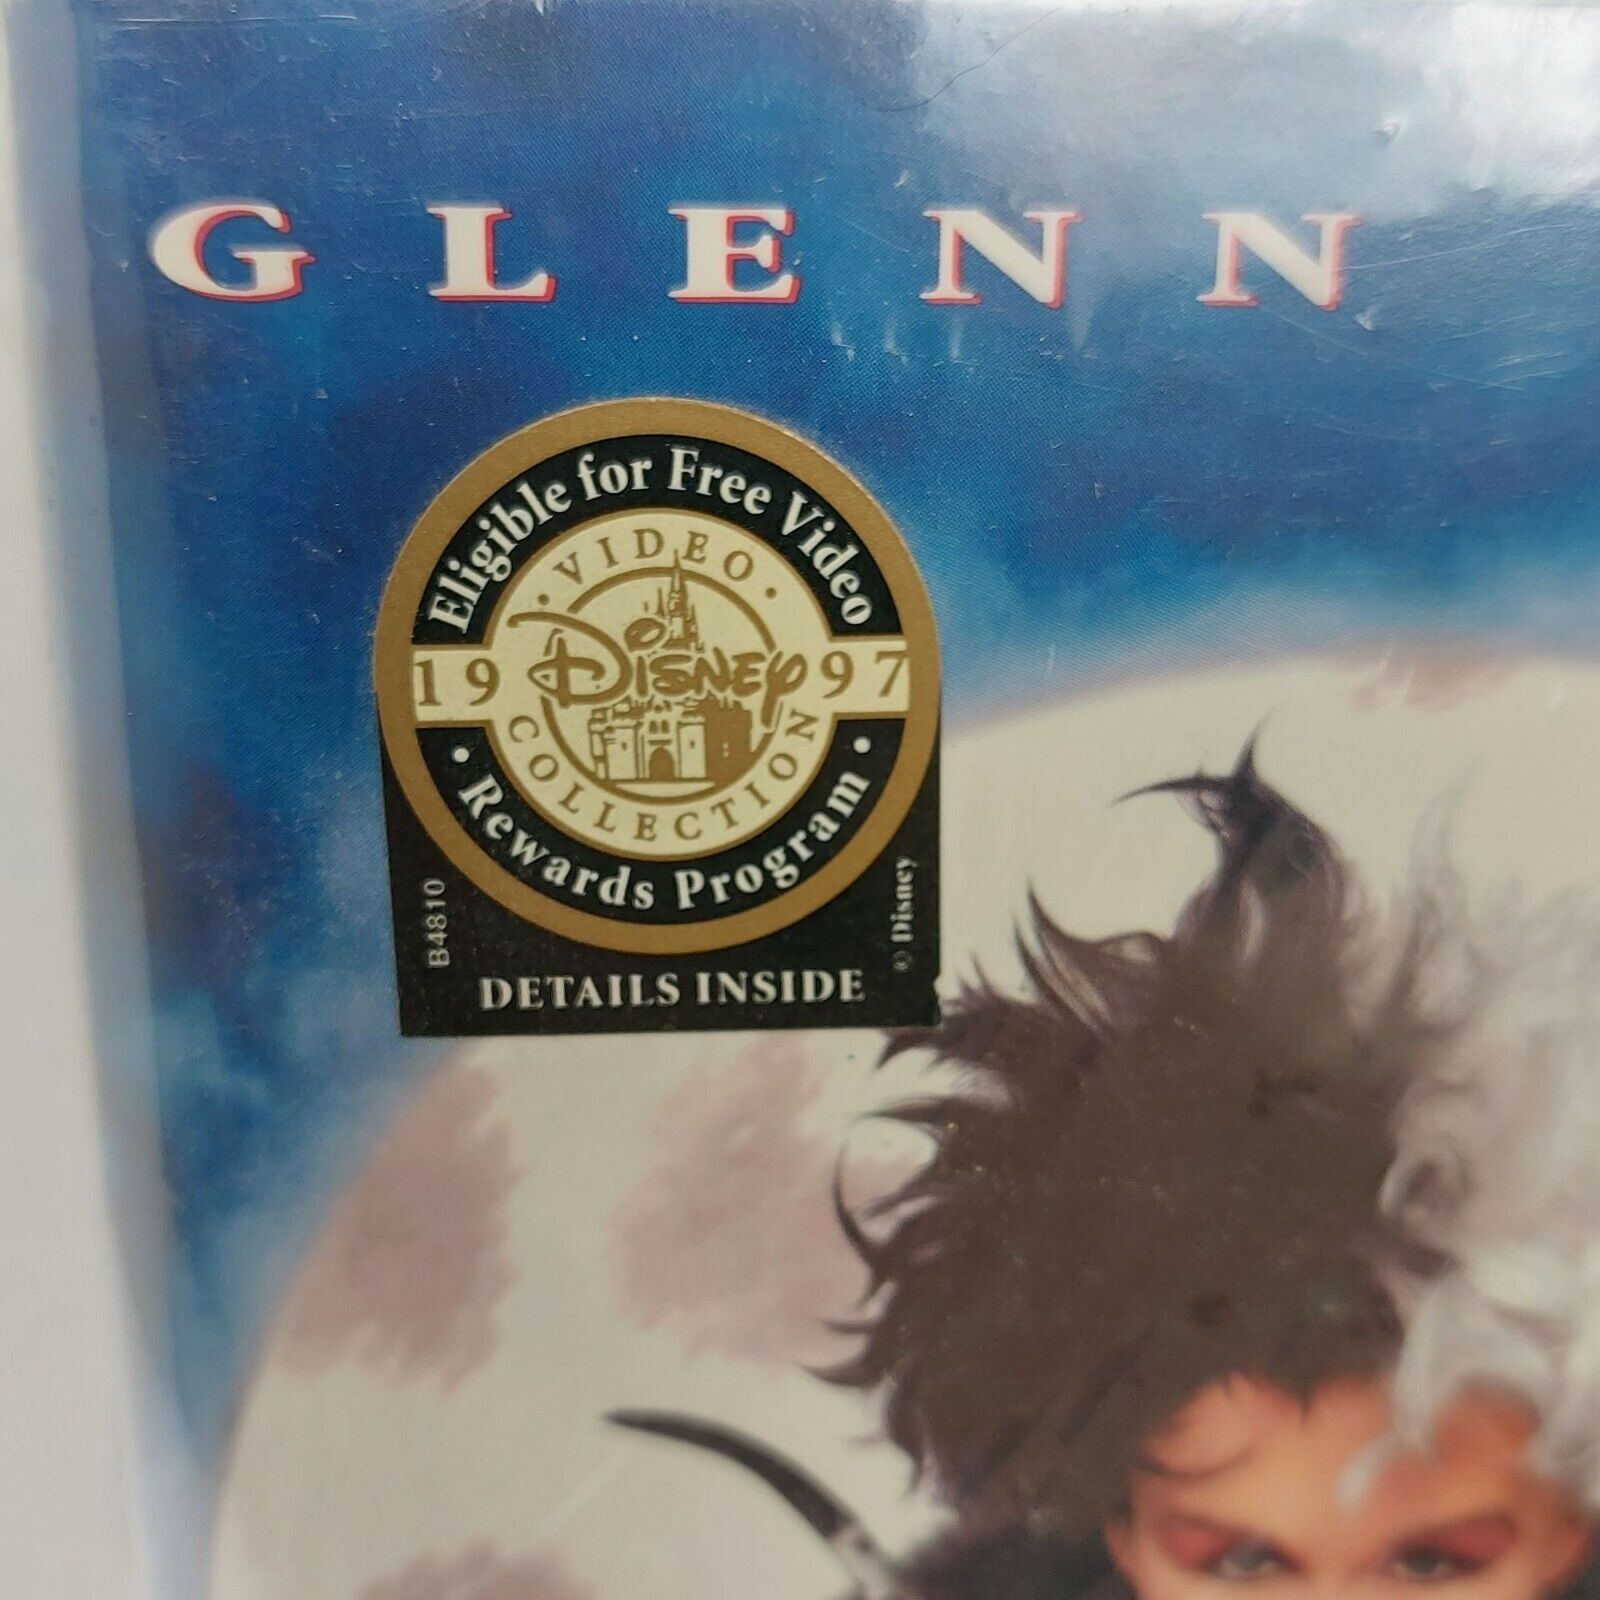 GLENN
Eligible for Free Video
VIDEO
19 97
DISNEY
COLLECTION
Rewards Program
B4810
© Disney
DETAILS INSIDE